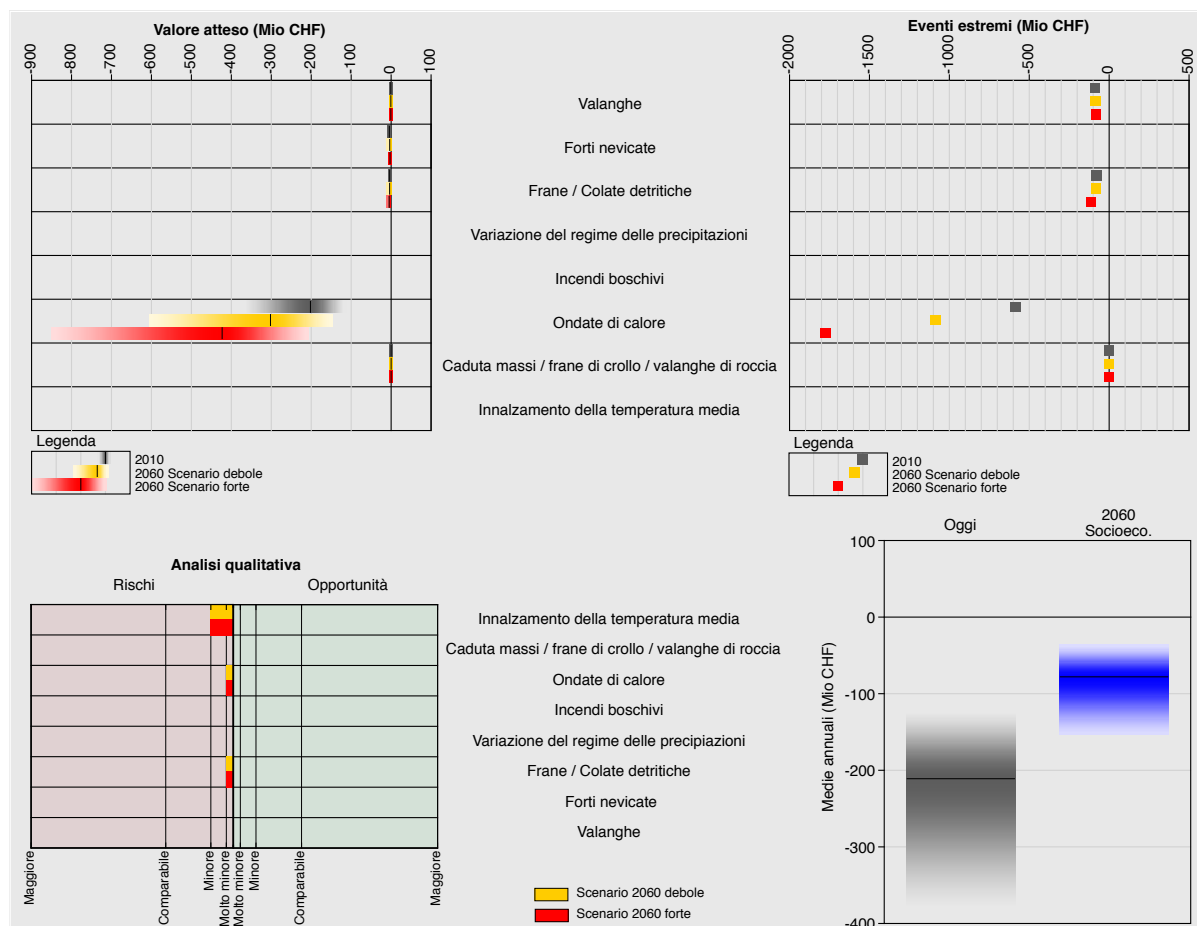 Valore atteso (Mio CHF)
-900
-800
-700
-600
-500
-400
-300
-200
-100
0
100
Eventi estremi (Mio CHF)
-2000
-1500
-1000
-500
0
500
Valanghe
Forti nevicate
Frane / Colate detritiche
Variazione del regime delle precipitazioni
Incendi boschivi
Ondate di calore
Caduta massi / frane di crollo / valanghe di roccia
Innalzamento della temperatura media
Legenda
2010
2060 Scenario debole
2060 Scenario forte
Legenda
2010
2060 Scenario debole
2060 Scenario forte
Analisi qualitativa
Rischi
Opportunità
Innalzamento della temperatura media
Caduta massi / frane di crollo / valanghe di roccia
Ondate di calore
Incendi boschivi
Variazione del regime delle precipiazioni
Frane / Colate detritiche
Forti nevicate
Valanghe
Maggiore
Comparabile
Minore
Molto minore
Molto minore
Minore
Comparabile
Maggiore
Scenario 2060 debole
Scenario 2060 forte
Oggi
2060
Socioeco.
Medie annuali (Mio CHF)
100
0
-100
-200
-300
-400